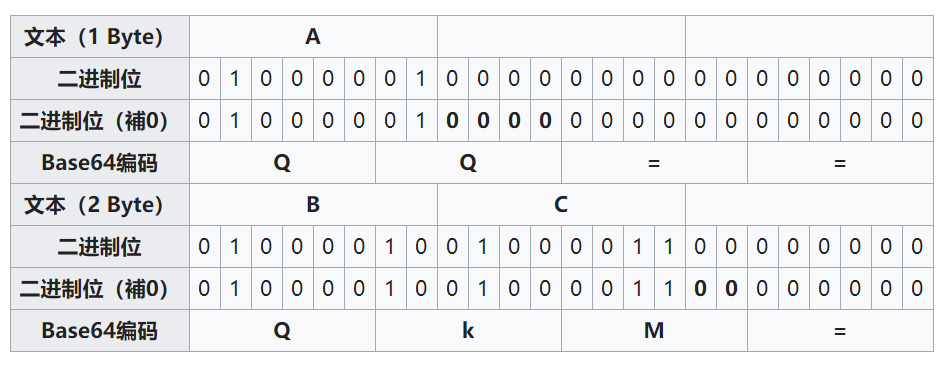 文本（1 Byte） A
二进制位 0 1 0 0 0 0 0 1 0 0 0 0 0 0 0 0 0 0 0 0 0 0 0 0
二进制位（補0） 0 1 0 0 0 0 0 1 0 0 0 0 0 0 0 0 0 0 0 0 0 0 0 0
Base64编码 Q Q = =
文本（2 Byte） B C
二进制位 0 1 0 0 0 0 1 0 0 1 0 0 0 0 1 1 0 0 0 0 0 0 0 0
二进制位（補0） 0 1 0 0 0 0 1 0 0 1 0 0 0 0 1 1 0 0 0 0 0 0 0 0
Base64编码 Q k M =